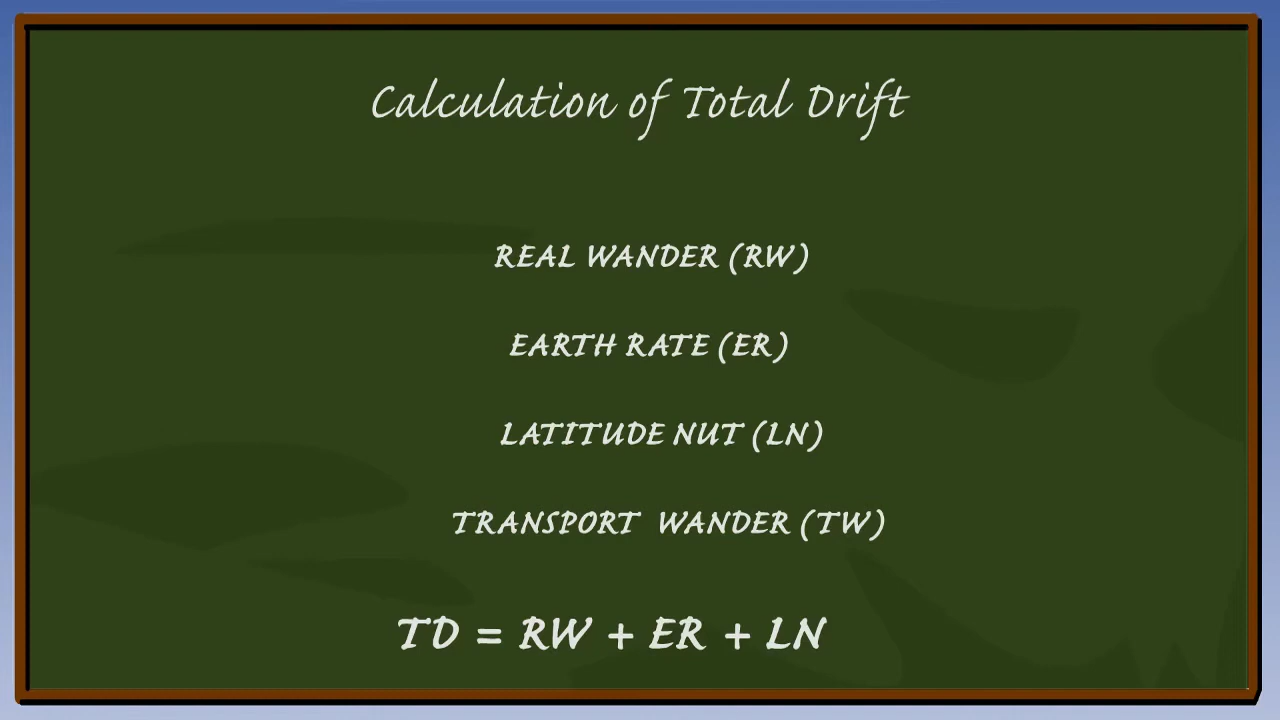 Calculation of Total Drift
REAL WANDER (RW)
EARTH RATE (ER)
LATITUDE NUT (LN)
TRANSPORT WANDER (TW)
TD = RW + ER + LN